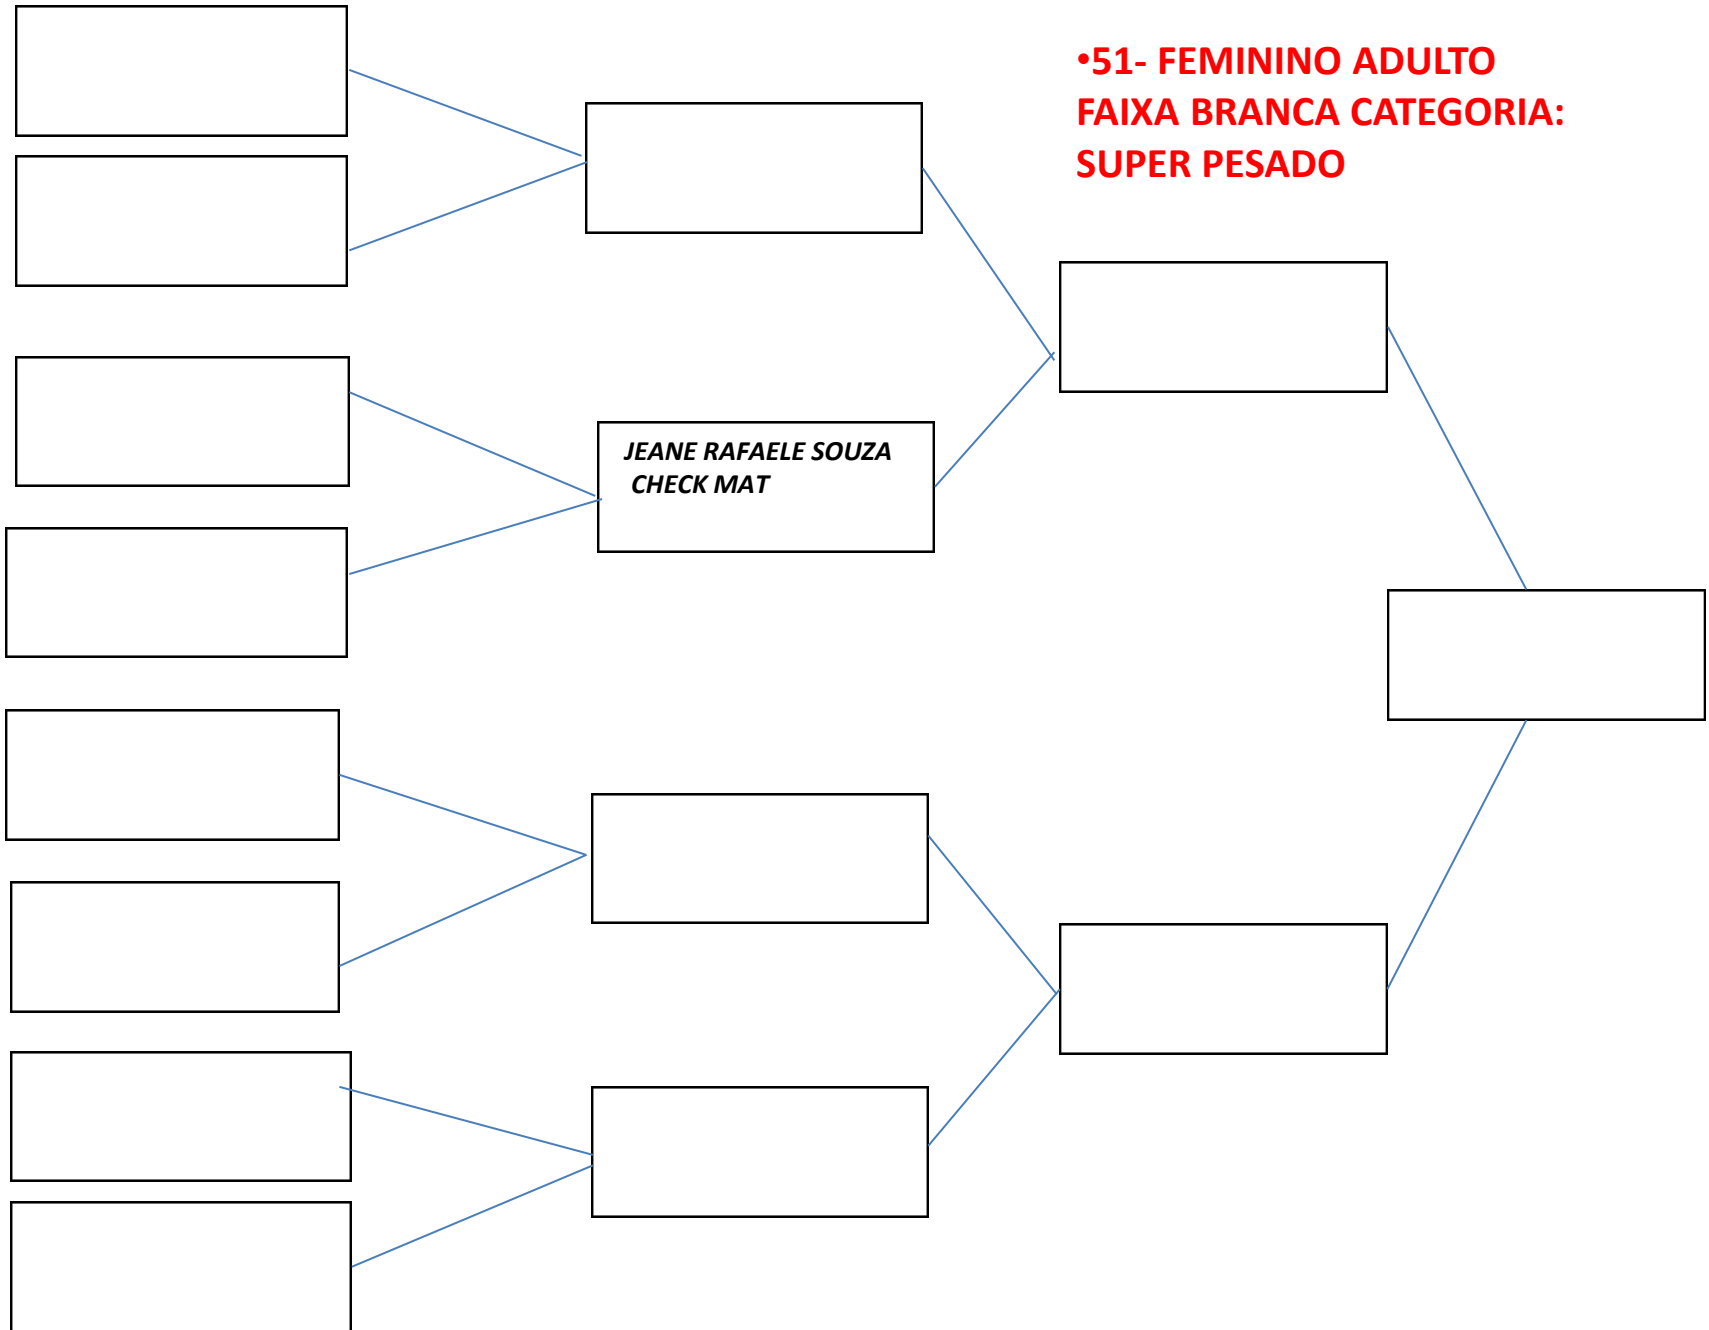 •51- FEMININO ADULTO
FAIXA BRANCA CATEGORIA:
SUPER PESADO
JEANE RAFAELE SOUZA
CHECK MAT